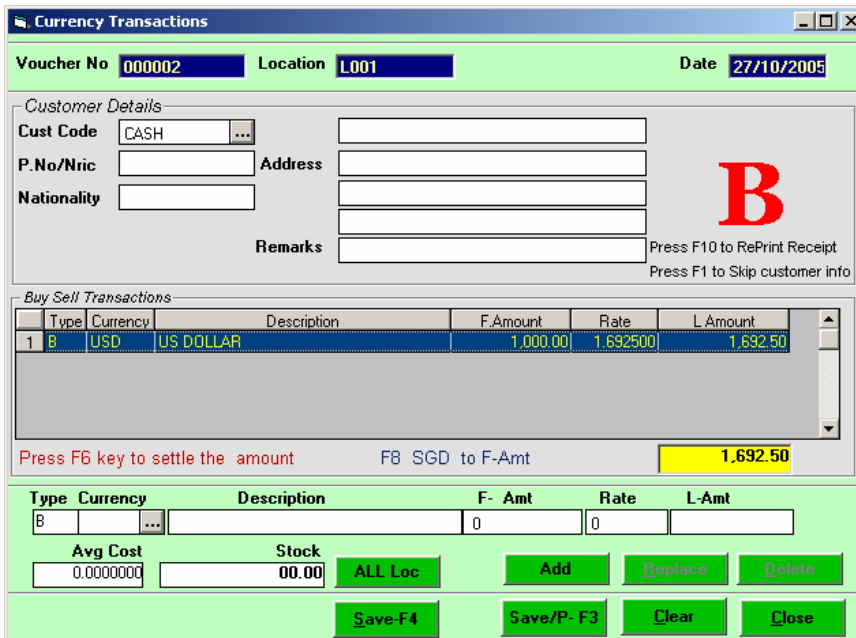 Currency Transactions
Voucher No 000002 Location L001 Date 27/10/2005
Customer Details
Cust Code CASH ...
P.No/Nric Address
Nationality
B
Remarks Press F10 to RePrint Receipt
Press F1 to Skip customer info
Buy Sell Transactions
Type Currency Description F.Amount Rate L.Amount
1 B USD US DOLLAR 1,000.00 1.692500 1,692.50
Press F6 key to settle the amount F8 SGD to F-Amt 1,692.50
Type Currency Description F- Amt Rate L-Amt
B ... 0 0
Avg Cost Stock
0.0000000 00.00 ALL Loc Add Replace Delete
Save-F4 Save/P- F3 Clear Close